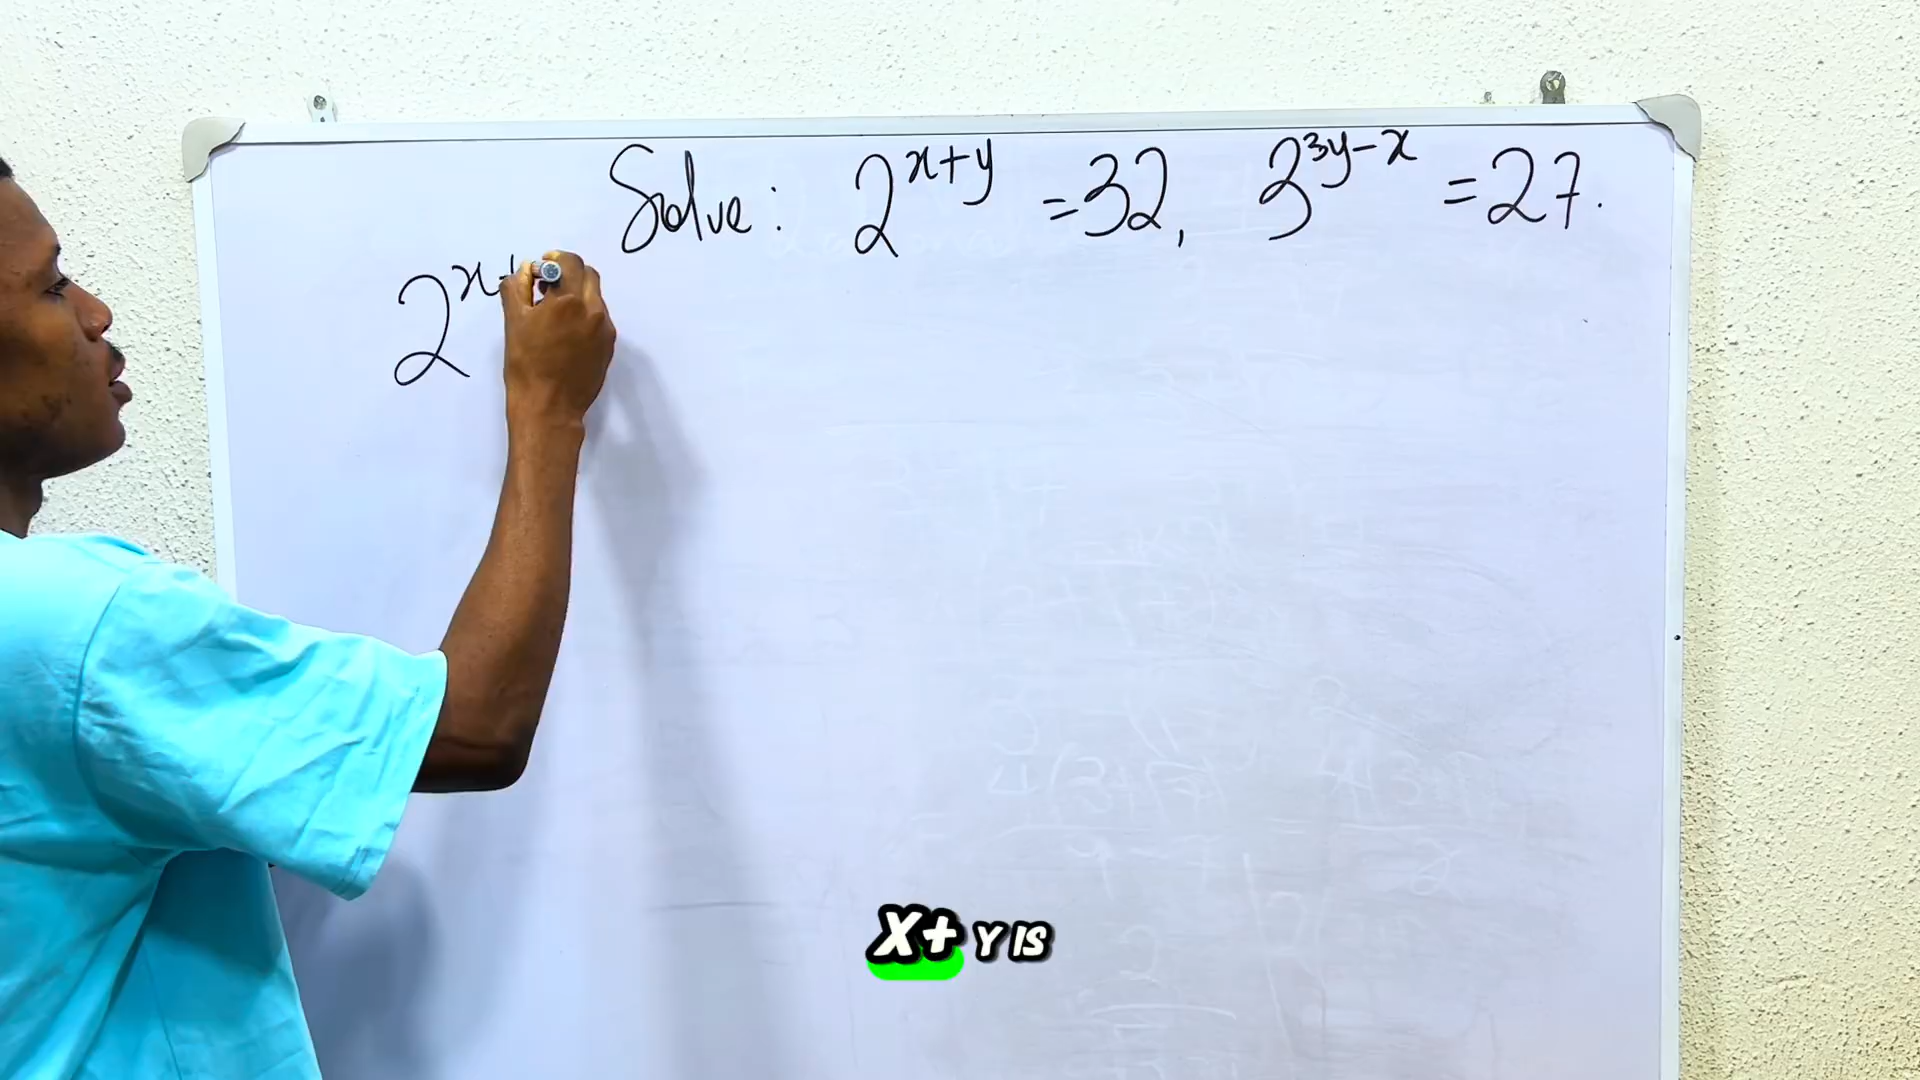 Solve: 2^{x+y} = 32, 3^{3y-x} = 27.
2^{x+
X+ Y IS